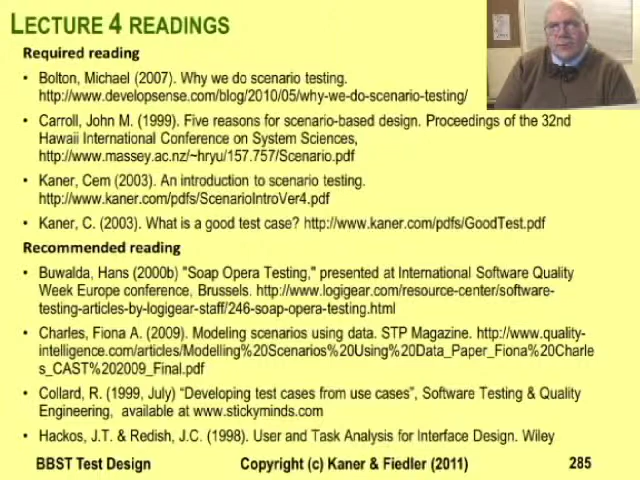 LECTURE 4 READINGS
Required reading
• Bolton, Michael (2007). Why we do scenario testing.
http://www.developsense.com/blog/2010/05/why-we-do-scenario-testing/
• Carroll, John M. (1999). Five reasons for scenario-based design. Proceedings of the 32nd
Hawaii International Conference on System Sciences,
http://www.massey.ac.nz/~hryu/157.757/Scenario.pdf
• Kaner, Cem (2003). An introduction to scenario testing.
http://www.kaner.com/pdfs/ScenarioIntroVer4.pdf
• Kaner, C. (2003). What is a good test case? http://www.kaner.com/pdfs/GoodTest.pdf
Recommended reading
• Buwalda, Hans (2000b) "Soap Opera Testing," presented at International Software Quality
Week Europe conference, Brussels. http://www.logigear.com/resource-center/software-
testing-articles-by-logigear-staff/246-soap-opera-testing.html
• Charles, Fiona A. (2009). Modeling scenarios using data. STP Magazine. http://www.quality-
intelligence.com/articles/Modelling%20Scenarios%20Using%20Data_Paper_Fiona%20Charle
s_CAST%202009_Final.pdf
• Collard, R. (1999, July) “Developing test cases from use cases”, Software Testing & Quality
Engineering, available at www.stickyminds.com
• Hackos, J.T. & Redish, J.C. (1998). User and Task Analysis for Interface Design. Wiley
BBST Test Design Copyright (c) Kaner & Fiedler (2011) 285